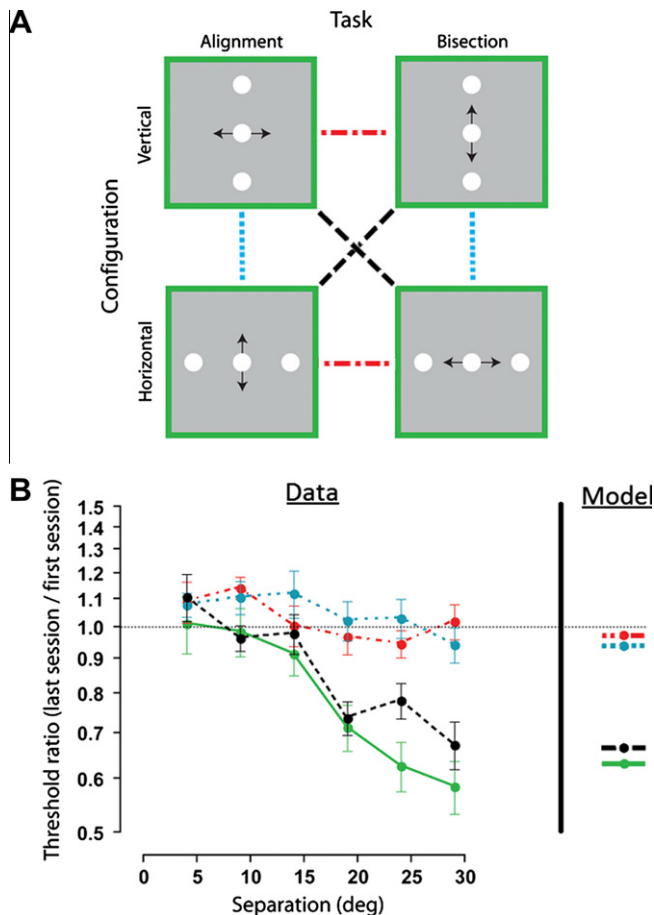 A
Task
Alignment
Bisection
Configuration
Vertical
Horizontal
B
Data
Model
Threshold ratio (last session / first session)
1.5
1.4
1.3
1.2
1.1
1.0
0.9
0.8
0.7
0.6
0.5
0 5 10 15 20 25 30
Separation (deg)